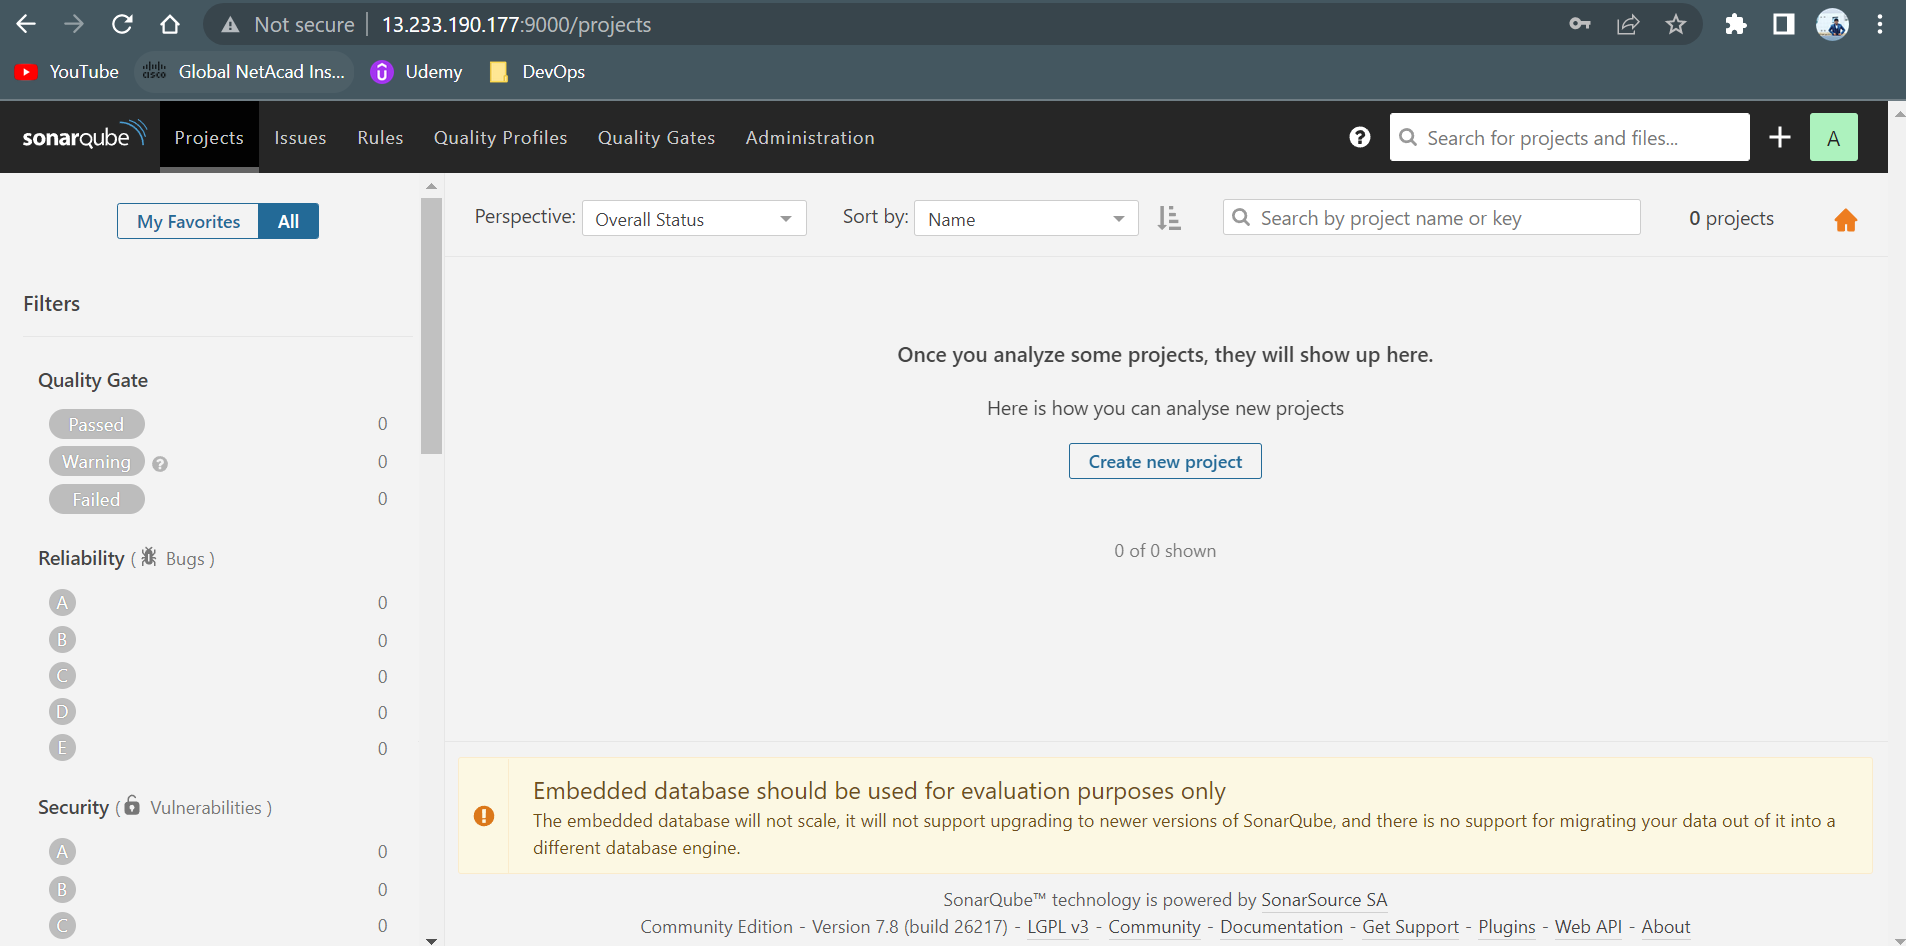 Not secure | 13.233.190.177:9000/projects
YouTube cisco Global NetAcad Ins... Udemy DevOps
sonarqube Projects Issues Rules Quality Profiles Quality Gates Administration ? Search for projects and files... + A
My Favorites All
Perspective: Overall Status Sort by: Name Search by project name or key 0 projects
Filters
Quality Gate
Passed 0
Warning ? 0
Failed 0
Reliability ( Bugs )
A 0
B 0
C 0
D 0
E 0
Security ( Vulnerabilities )
A 0
B 0
C 0
Once you analyze some projects, they will show up here.
Here is how you can analyse new projects
Create new project
0 of 0 shown
Embedded database should be used for evaluation purposes only
The embedded database will not scale, it will not support upgrading to newer versions of SonarQube, and there is no support for migrating your data out of it into a
different database engine.
SonarQube™ technology is powered by SonarSource SA
Community Edition - Version 7.8 (build 26217) - LGPL v3 - Community - Documentation - Get Support - Plugins - Web API - About